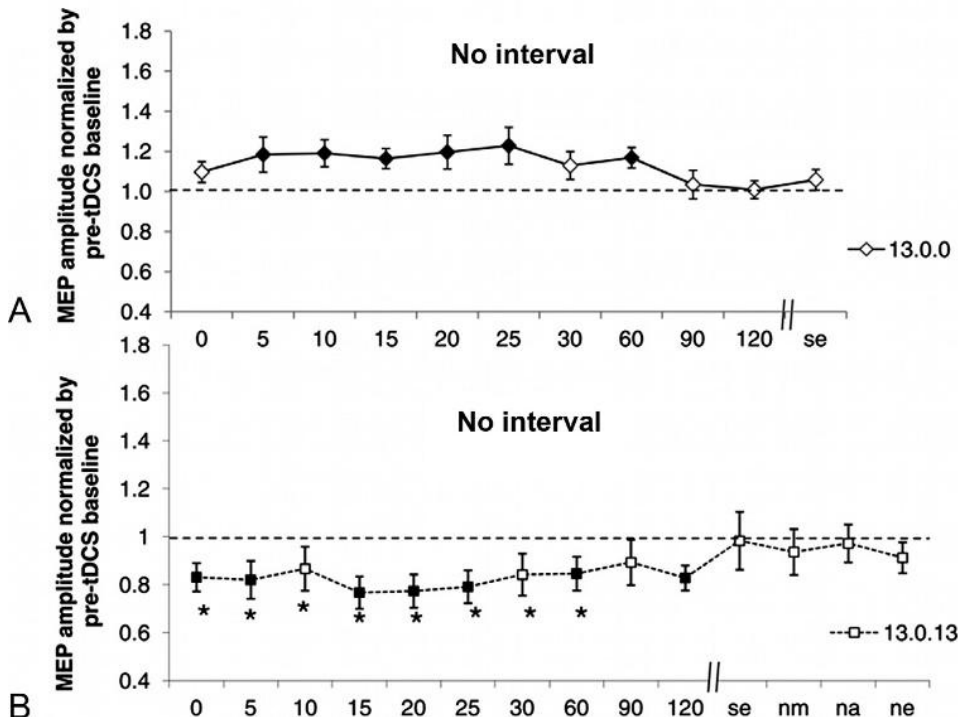 MEP amplitude normalized by
pre-tDCS baseline
1.8
1.6
1.4
1.2
1.0
0.8
0.6
0.4
No interval
13.0.0
A
0 5 10 15 20 25 30 60 90 120 se
MEP amplitude normalized by
pre-tDCS baseline
1.8
1.6
1.4
1.2
1
0.8
0.6
0.4
No interval
* * * * * * * *
13.0.13
B
0 5 10 15 20 25 30 60 90 120 se nm na ne